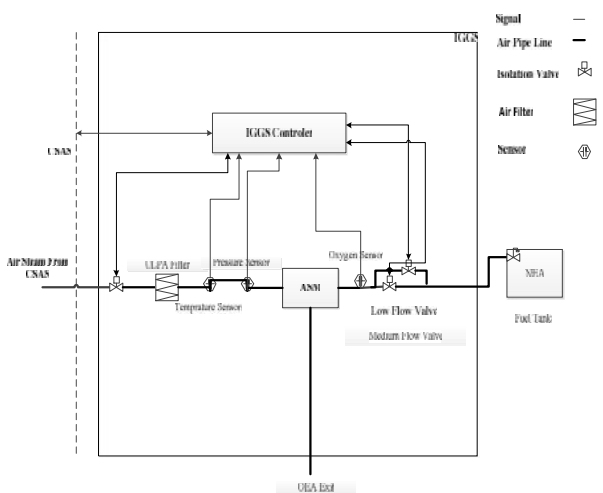 Signal
IGGS
Air Pipe Line
Isolation Valve
Air Filter
Sensor
IGGS Controler
CSAS
Air Stram From
CSAS
ULPA Filter
Pressure Sensor
Oxygen Sensor
Temprature Sensor
ASM
Low Flow Valve
Medium Flow Valve
NEA
Fuel Tank
OEA Exit